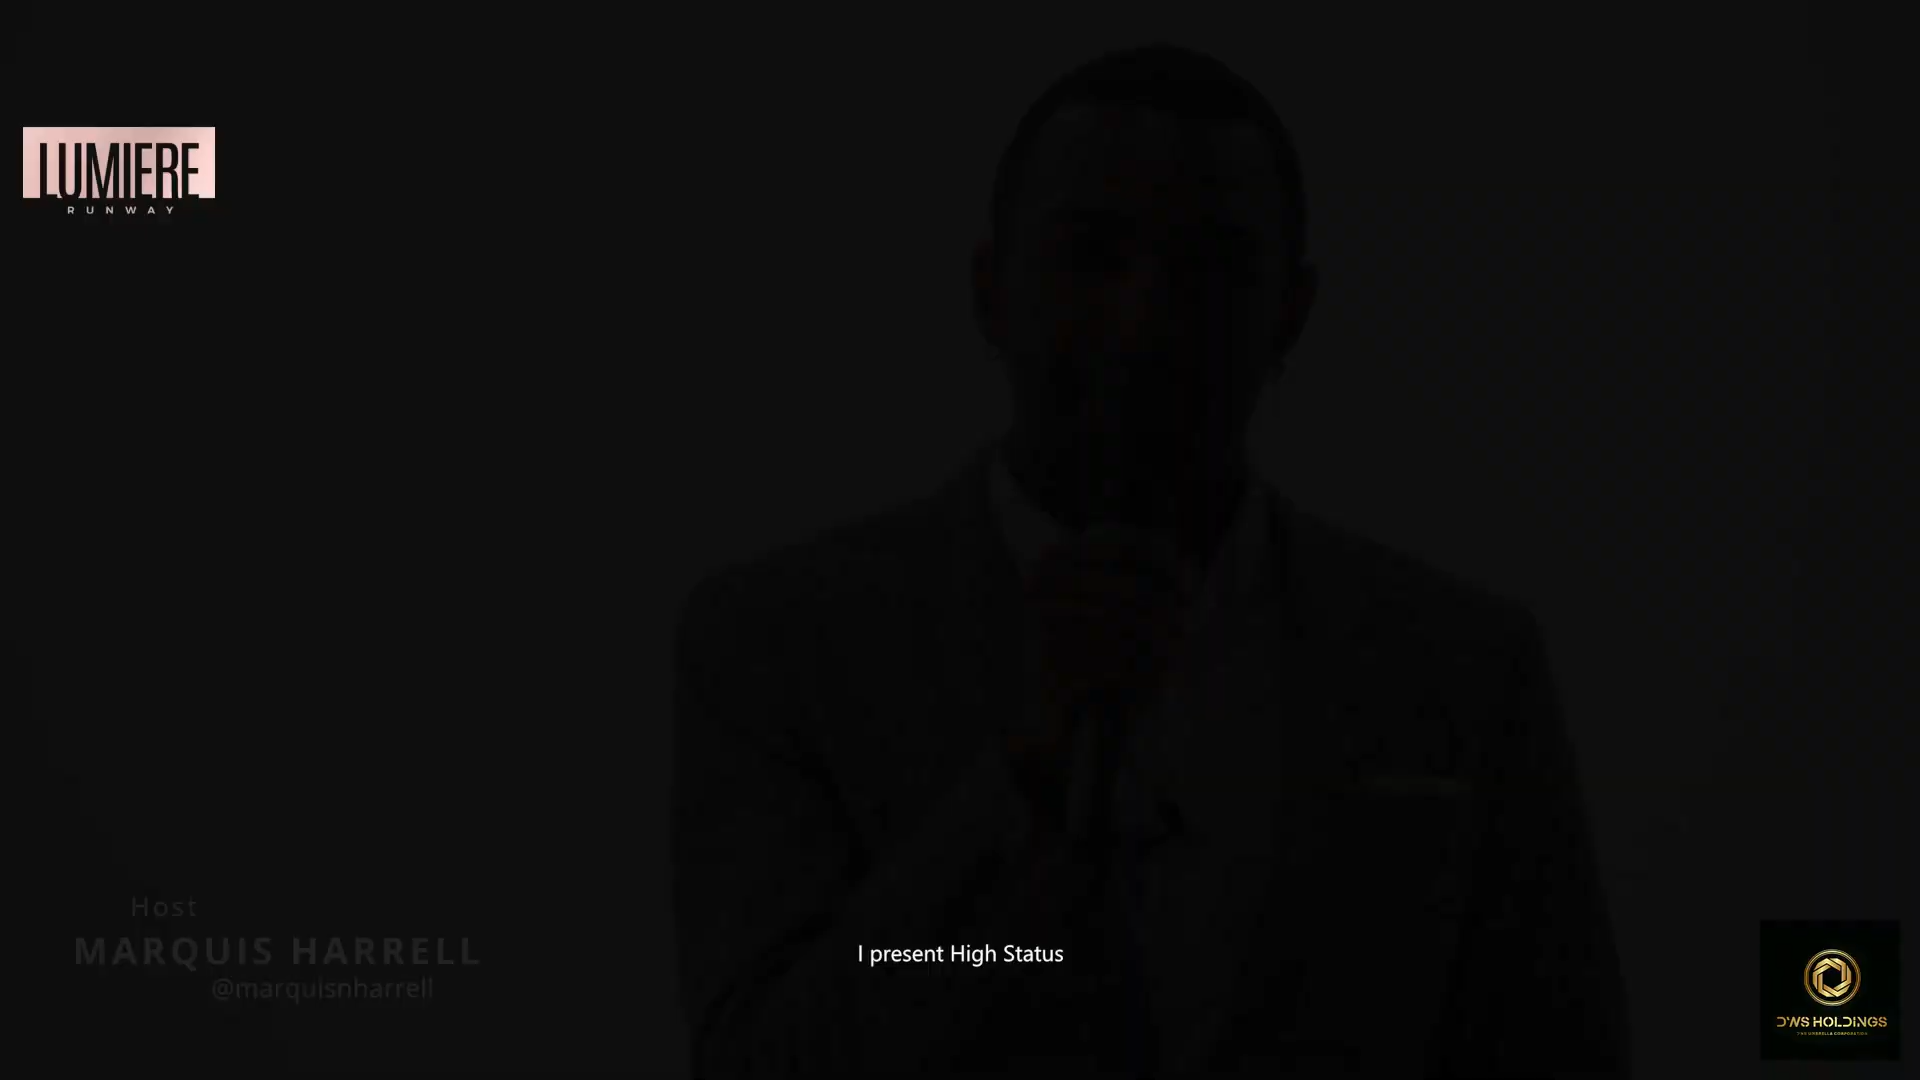 LUMIERE
RUNWAY
Host
MARQUIS HARRELL
@marquisnharrell
I present High Status
D'WS HOLDINGS